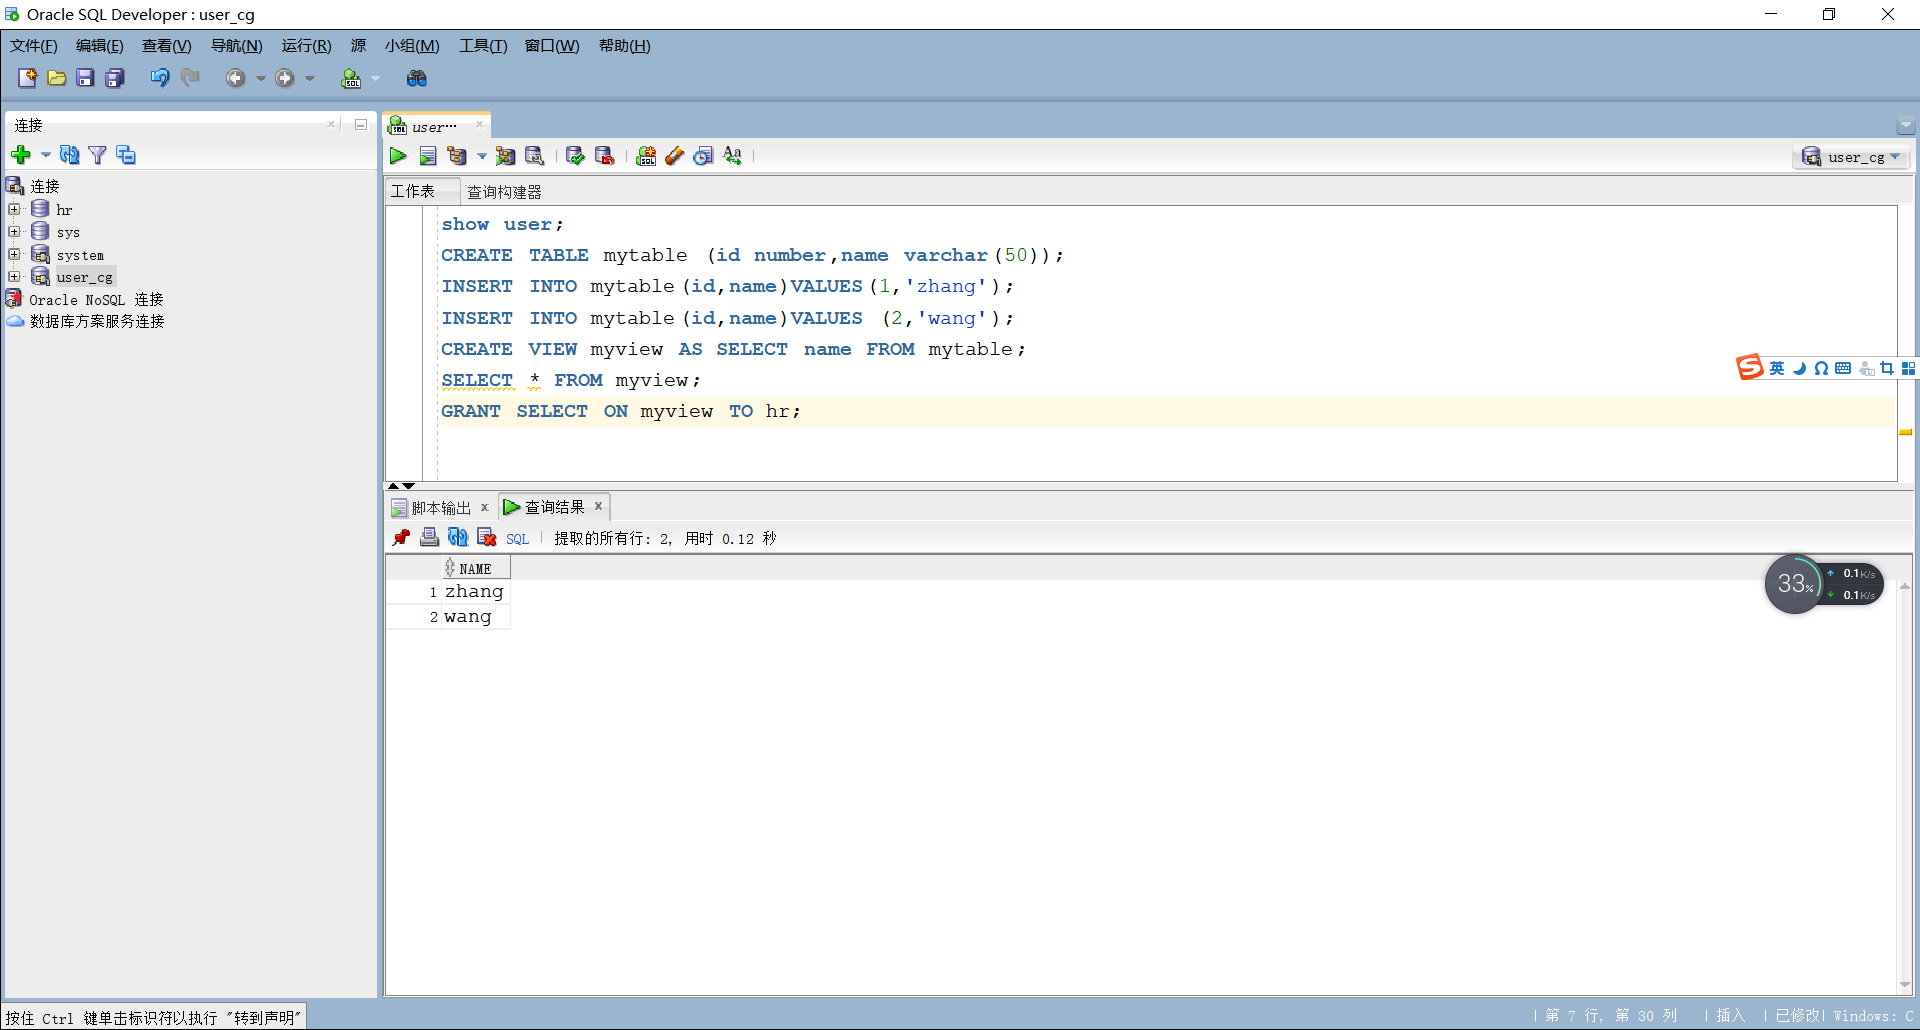 Oracle SQL Developer : user_cg
文件(F) 编辑(E) 查看(V) 导航(N) 运行(R) 源 小组(M) 工具(T) 窗口(W) 帮助(H)
连接
user...
user_cg
连接
hr
sys
system
user_cg
Oracle NoSQL 连接
数据库方案服务连接
工作表 查询构建器
show user;
CREATE TABLE mytable (id number,name varchar(50));
INSERT INTO mytable(id,name)VALUES(1,'zhang');
INSERT INTO mytable(id,name)VALUES (2,'wang');
CREATE VIEW myview AS SELECT name FROM mytable;
SELECT * FROM myview;
GRANT SELECT ON myview TO hr;
英
脚本输出 查询结果
SQL 提取的所有行: 2, 用时 0.12 秒
NAME
1 zhang
2 wang
33% 0.1K/s
0.1K/s
按住 Ctrl 键单击标识符以执行 "转到声明"
第 7 行, 第 30 列 插入 已修改 Windows: C